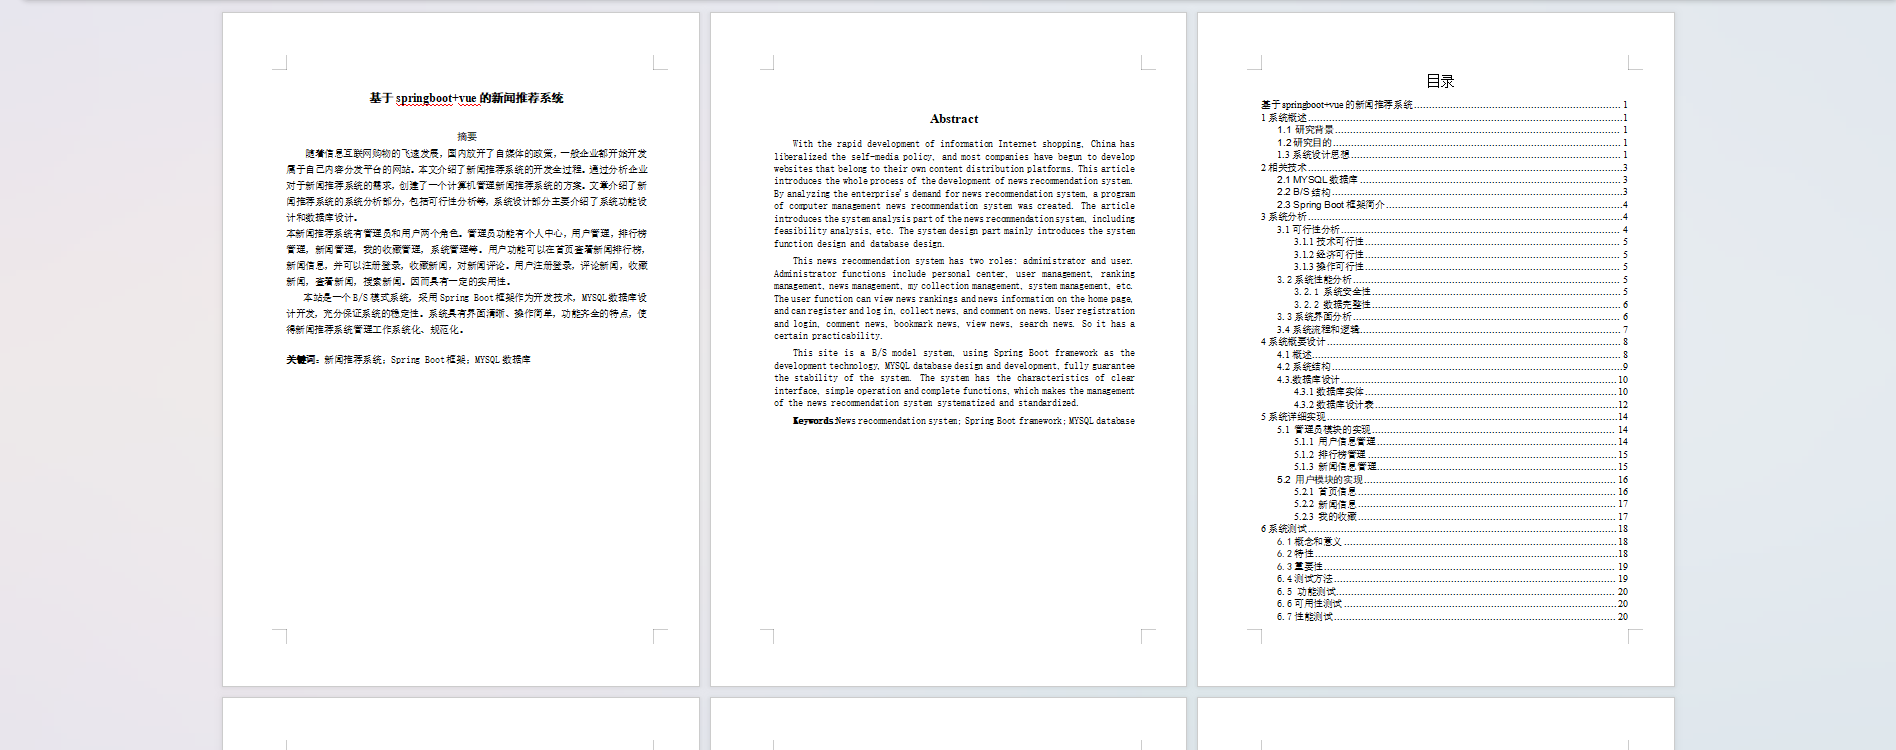 基于 springboot+vue 的新闻推荐系统
摘要
随着信息互联网购物的飞速发展，国内放开了自媒体的政策，一般企业都开始开发
属于自己内容分发平台的网站。本文介绍了新闻推荐系统的开发全过程。通过分析企业
对于新闻推荐系统的需求，创建了一个计算机管理新闻推荐系统的方案。文章介绍了新
闻推荐系统的系统分析部分，包括可行性分析等，系统设计部分主要介绍了系统功能设
计和数据库设计。
本新闻推荐系统有管理员和用户两个角色。管理员功能有个人中心，用户管理，排行榜
管理，新闻管理，我的收藏管理，系统管理等。用户功能可以在首页查看新闻排行榜，
新闻信息，并可以注册登录，收藏新闻，对新闻评论。用户注册登录，评论新闻，收藏
新闻，查看新闻，搜索新闻。因而具有一定的实用性。
本站是一个 B/S 模式系统，采用 Spring Boot 框架作为开发技术，MYSQL 数据库设
计开发，充分保证系统的稳定性。系统具有界面清晰、操作简单，功能齐全的特点，使
得新闻推荐系统管理工作系统化、规范化。
关键词：新闻推荐系统；Spring Boot 框架；MYSQL 数据库
Abstract
With the rapid development of information Internet shopping, China has
liberalized the self-media policy, and most companies have begun to develop
websites that belong to their own content distribution platforms. This article
introduces the whole process of the development of news recommendation system.
By analyzing the enterprise's demand for news recommendation system, a program
of computer management news recommendation system was created. The article
introduces the system analysis part of the news recommendation system, including
feasibility analysis, etc. The system design part mainly introduces the system
function design and database design.
This news recommendation system has two roles: administrator and user.
Administrator functions include personal center, user management, ranking
management, news management, my collection management, system management, etc.
The user function can view news rankings and news information on the home page,
and can register and log in, collect news, and comment on news. User registration
and login, comment news, bookmark news, view news, search news. So it has a
certain practicability.
This site is a B/S model system, using Spring Boot framework as the
development technology, MYSQL database design and development, fully guarantee
the stability of the system. The system has the characteristics of clear
interface, simple operation and complete functions, which makes the management
of the news recommendation system systematized and standardized.
Keywords:News recommendation system; Spring Boot framework; MYSQL database
目录
基于 springboot+vue 的新闻推荐系统 1
1 系统概述 1
1.1 研究背景 1
1.2 研究目的 1
1.3 系统设计思想 1
2 相关技术 3
2.1 MYSQL 数据库 3
2.2 B/S 结构 3
2.3 Spring Boot 框架简介 4
3 系统分析 4
3.1 可行性分析 4
3.1.1 技术可行性 5
3.1.2 经济可行性 5
3.1.3 操作可行性 5
3.2 系统性能分析 5
3.2.1 系统安全性 5
3.2.2 数据完整性 6
3.3 系统界面分析 6
3.4 系统流程和逻辑 7
4 系统概要设计 8
4.1 概述 8
4.2 系统结构 9
4.3.数据库设计 10
4.3.1 数据库实体 10
4.3.2 数据库设计表 12
5 系统详细实现 14
5.1 管理员模块的实现 14
5.1.1 用户信息管理 14
5.1.2 排行榜管理 15
5.1.3 新闻信息管理 15
5.2 用户模块的实现 16
5.2.1 首页信息 16
5.2.2 新闻信息 17
5.2.3 我的收藏 17
6 系统测试 18
6.1 概念和意义 18
6.2 特性 18
6.3 重要性 19
6.4 测试方法 19
6.5 功能测试 20
6.6 可用性测试 20
6.7 性能测试 20